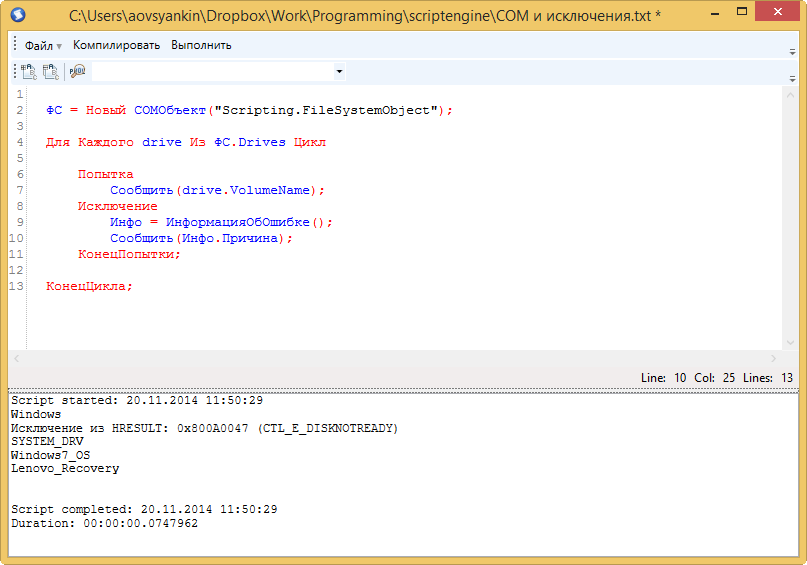 C:\Users\aovsyankin\Dropbox\Work\Programming\scriptengine\COM и исключения.txt *
Файл Компилировать Выполнить
1
2 ФС = Новый COMОбъект("Scripting.FileSystemObject");
3
4 Для Каждого drive Из ФС.Drives Цикл
5
6 Попытка
7 Сообщить(drive.VolumeName);
8 Исключение
9 Инфо = ИнформацияОбОшибке();
10 Сообщить(Инфо.Причина);
11 КонецПопытки;
12
13 КонецЦикла;
Line: 10 Col: 25 Lines: 13
Script started: 20.11.2014 11:50:29
Windows
Исключение из HRESULT: 0x800A0047 (CTL_E_DISKNOTREADY)
SYSTEM_DRV
Windows7_OS
Lenovo_Recovery
Script completed: 20.11.2014 11:50:29
Duration: 00:00:00.0747962